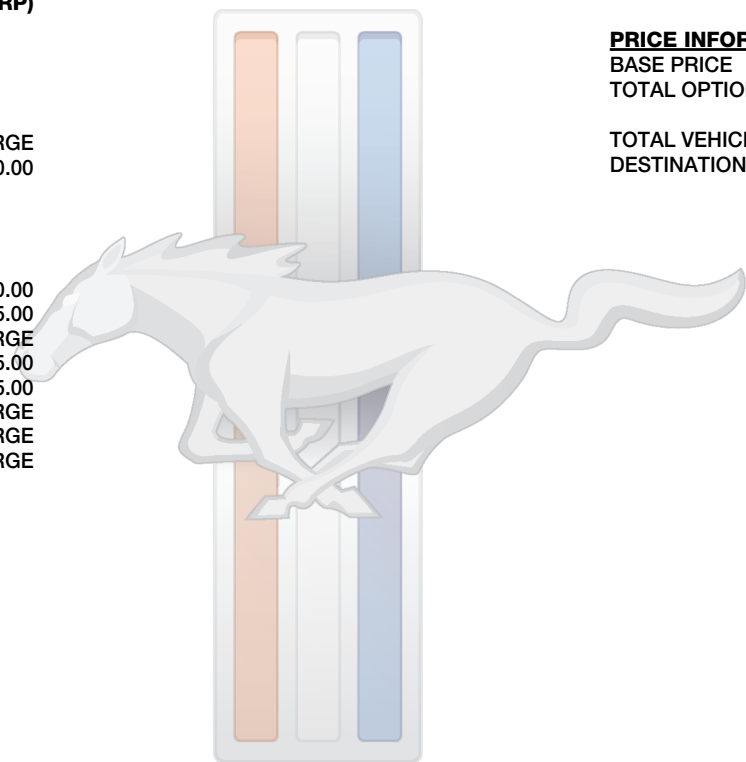 RP)
RGE
0.00
0.00
5.00
RGE
5.00
5.00
RGE
RGE
RGE
PRICE INFOR
BASE PRICE
TOTAL OPTIO
TOTAL VEHIC
DESTINATION